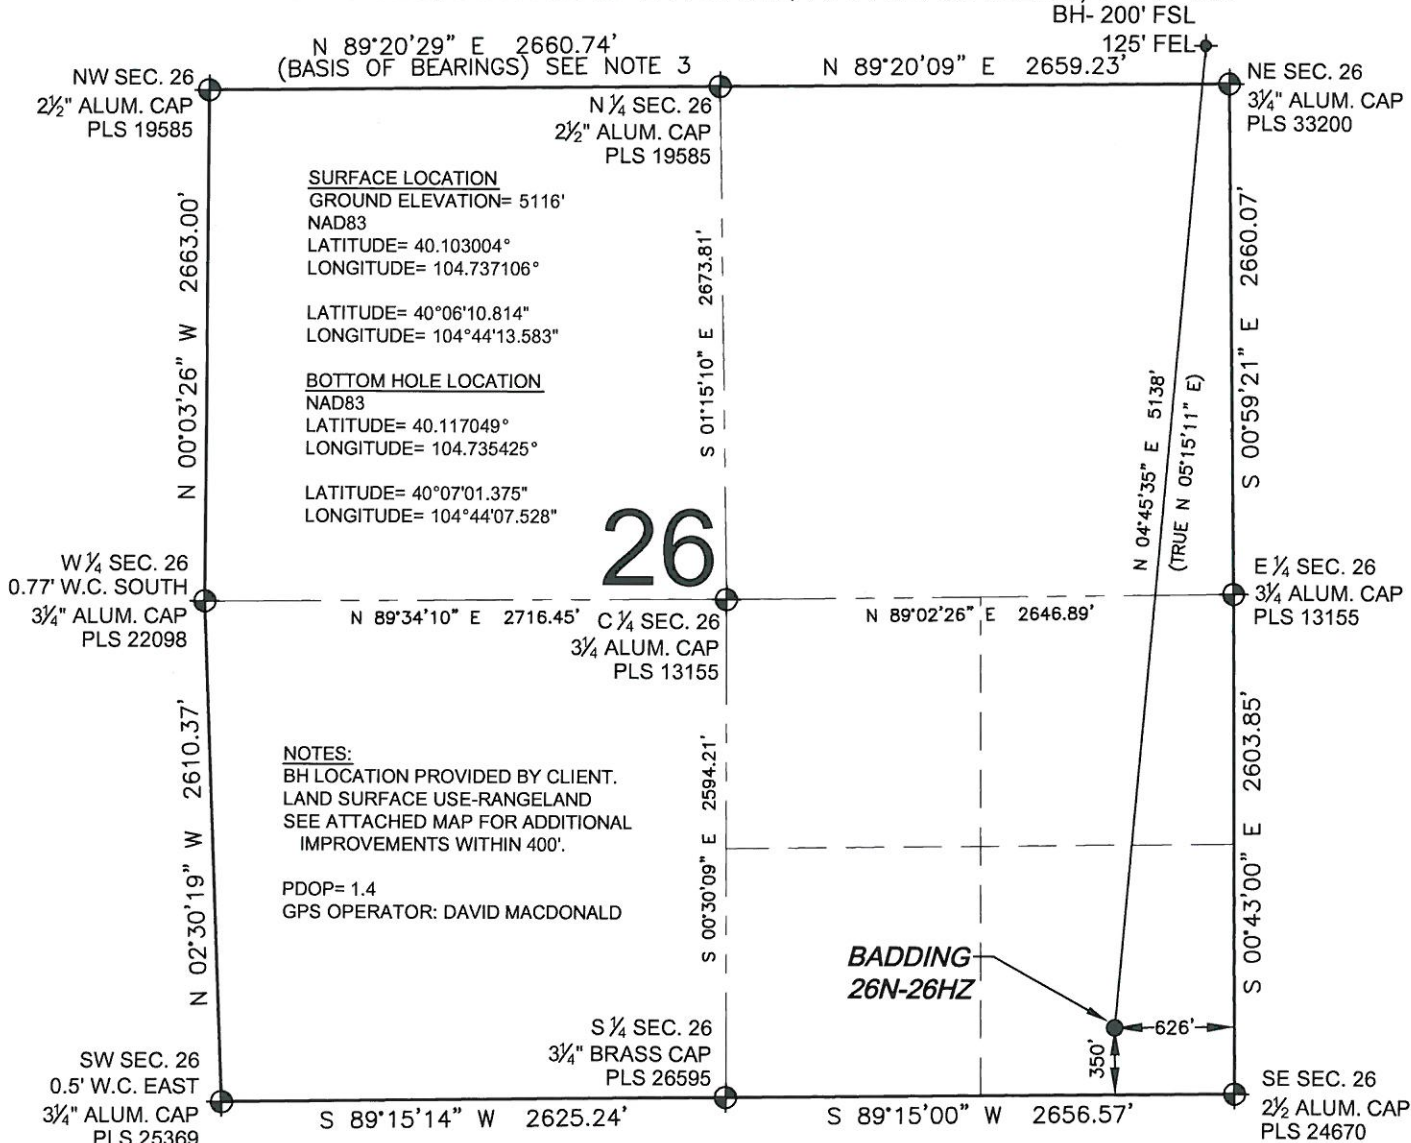 BH- 200' FSL
125' FEL
N 89°20'29" E 2660.74'
(BASIS OF BEARINGS) SEE NOTE 3
N 89°20'09" E 2659.23'
NW SEC. 26
2½" ALUM. CAP
PLS 19585
N ¼ SEC. 26
2½" ALUM. CAP
PLS 19585
NE SEC. 26
3¼" ALUM. CAP
PLS 33200
SURFACE LOCATION
GROUND ELEVATION= 5116'
NAD83
LATITUDE= 40.103004°
LONGITUDE= 104.737106°
LATITUDE= 40°06'10.814"
LONGITUDE= 104°44'13.583"
BOTTOM HOLE LOCATION
NAD83
LATITUDE= 40.117049°
LONGITUDE= 104.735425°
LATITUDE= 40°07'01.375"
LONGITUDE= 104°44'07.528"
N 00°03'26" W 2663.00'
S 01°15'10" E 2673.81'
N 04°45'35" E 5138'
(TRUE N 05°15'11" E)
S 00°59'21" E 2660.07'
26
W ¼ SEC. 26
0.77' W.C. SOUTH
3¼" ALUM. CAP
PLS 22098
N 89°34'10" E 2716.45'
C ¼ SEC. 26
3¼ ALUM. CAP
PLS 13155
N 89°02'26" E 2646.89'
E ¼ SEC. 26
3¼ ALUM. CAP
PLS 13155
N 02°30'19" W 2610.37'
NOTES:
BH LOCATION PROVIDED BY CLIENT.
LAND SURFACE USE-RANGELAND
SEE ATTACHED MAP FOR ADDITIONAL
IMPROVEMENTS WITHIN 400'.
PDOP= 1.4
GPS OPERATOR: DAVID MACDONALD
S 00°30'09" E 2594.21'
S 00°43'00" E 2603.85'
BADDING
26N-26HZ
626'
350'
SW SEC. 26
0.5' W.C. EAST
3¼" ALUM. CAP
PLS 25369
S ¼ SEC. 26
3¼" BRASS CAP
PLS 26595
SE SEC. 26
2½ ALUM. CAP
PLS 24670
S 89°15'14" W 2625.24'
S 89°15'00" W 2656.57'